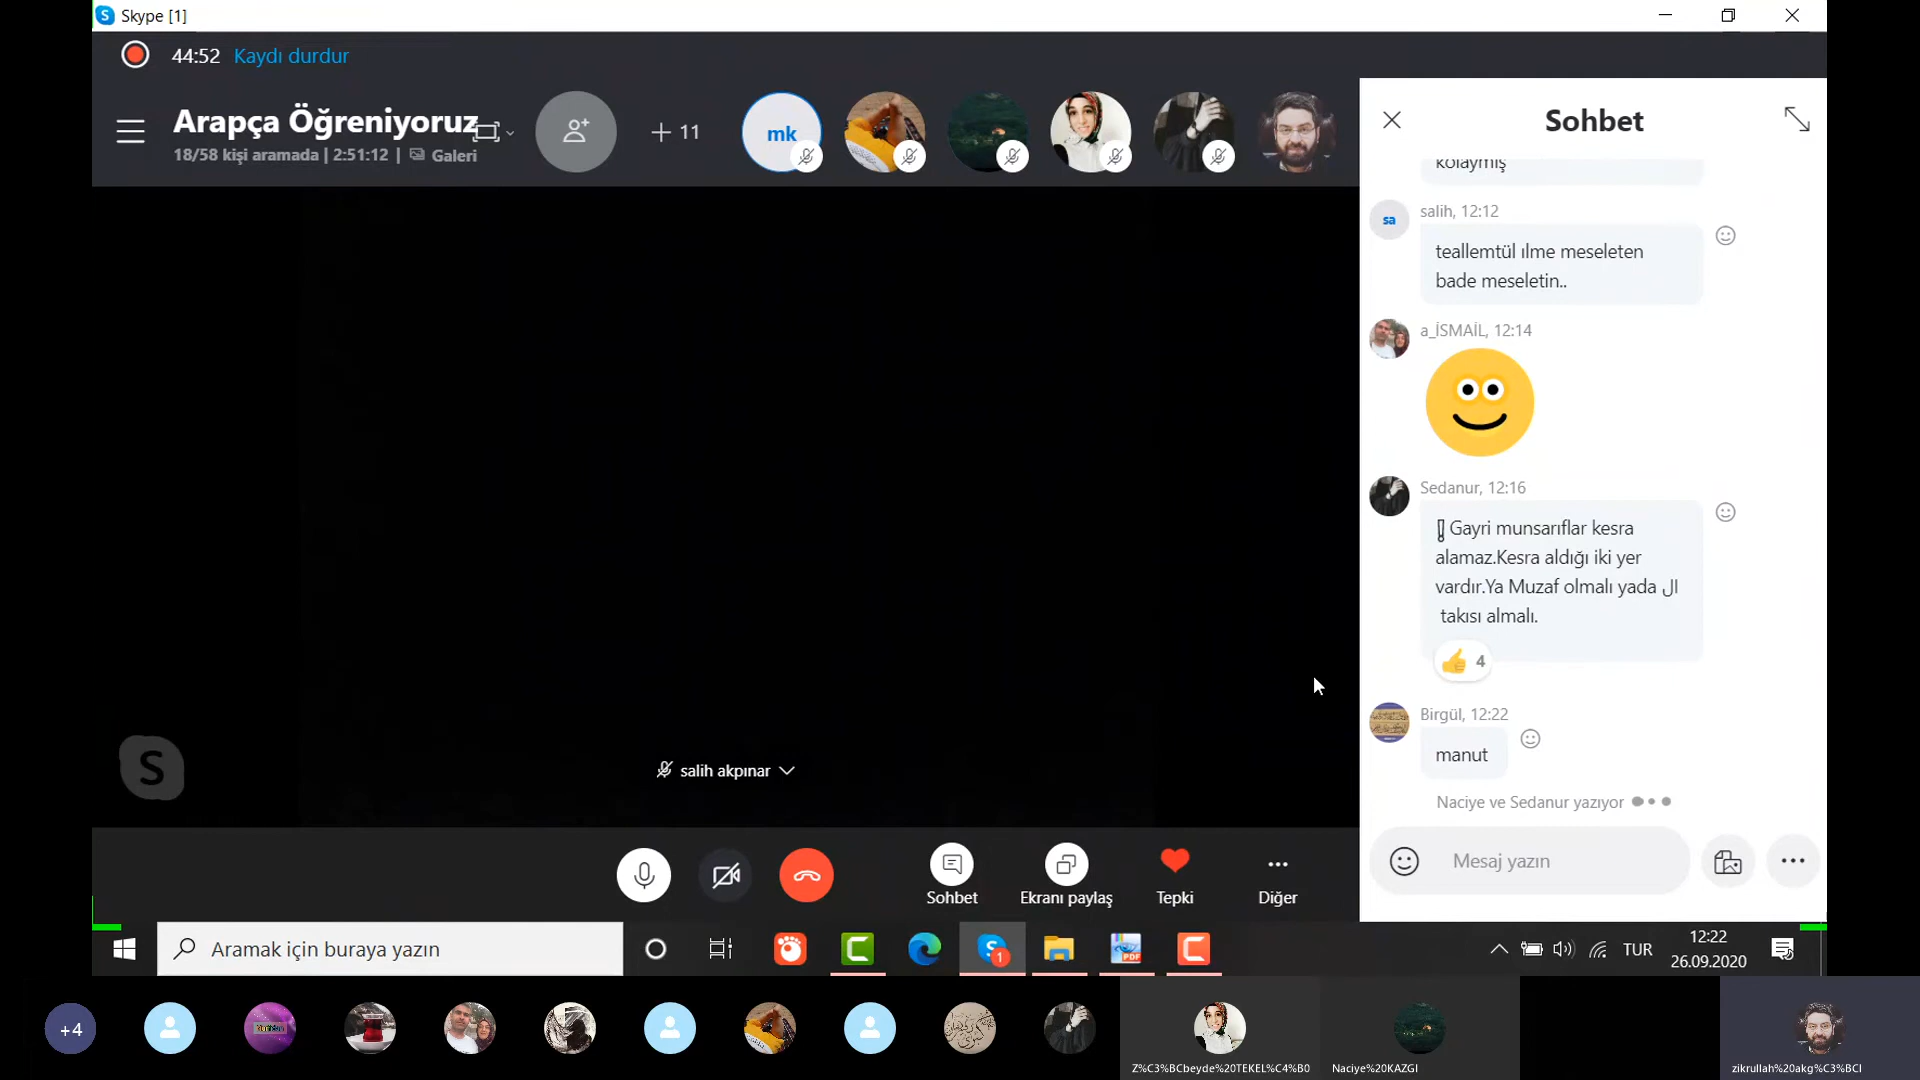 Skype [1]
44:52 Kaydı durdur
Arapça Öğreniyoruz
18/58 kişi aramada | 2:51:12 | Galeri
+ 11
mk
Sohbet
kolaymış
sa
salih, 12:12
teallemtül ılme meseleten
bade meseletin..
a_İSMAİL, 12:14
Sedanur, 12:16
Gayri munsarıflar kesra
alamaz.Kesra aldığı iki yer
vardır.Ya Muzaf olmalı yada ال
takısı almalı.
4
Birgül, 12:22
manut
Naciye ve Sedanur yazıyor
Mesaj yazın
salih akpınar
Sohbet
Ekranı paylaş
Tepki
Diğer
Aramak için buraya yazın
1
PDF
TUR
12:22
26.09.2020
+4
Z%C3%BCbeyde%20TEKEL%C4%B0
Naciye%20KAZGI
zikrullah%20akg%C3%BCl